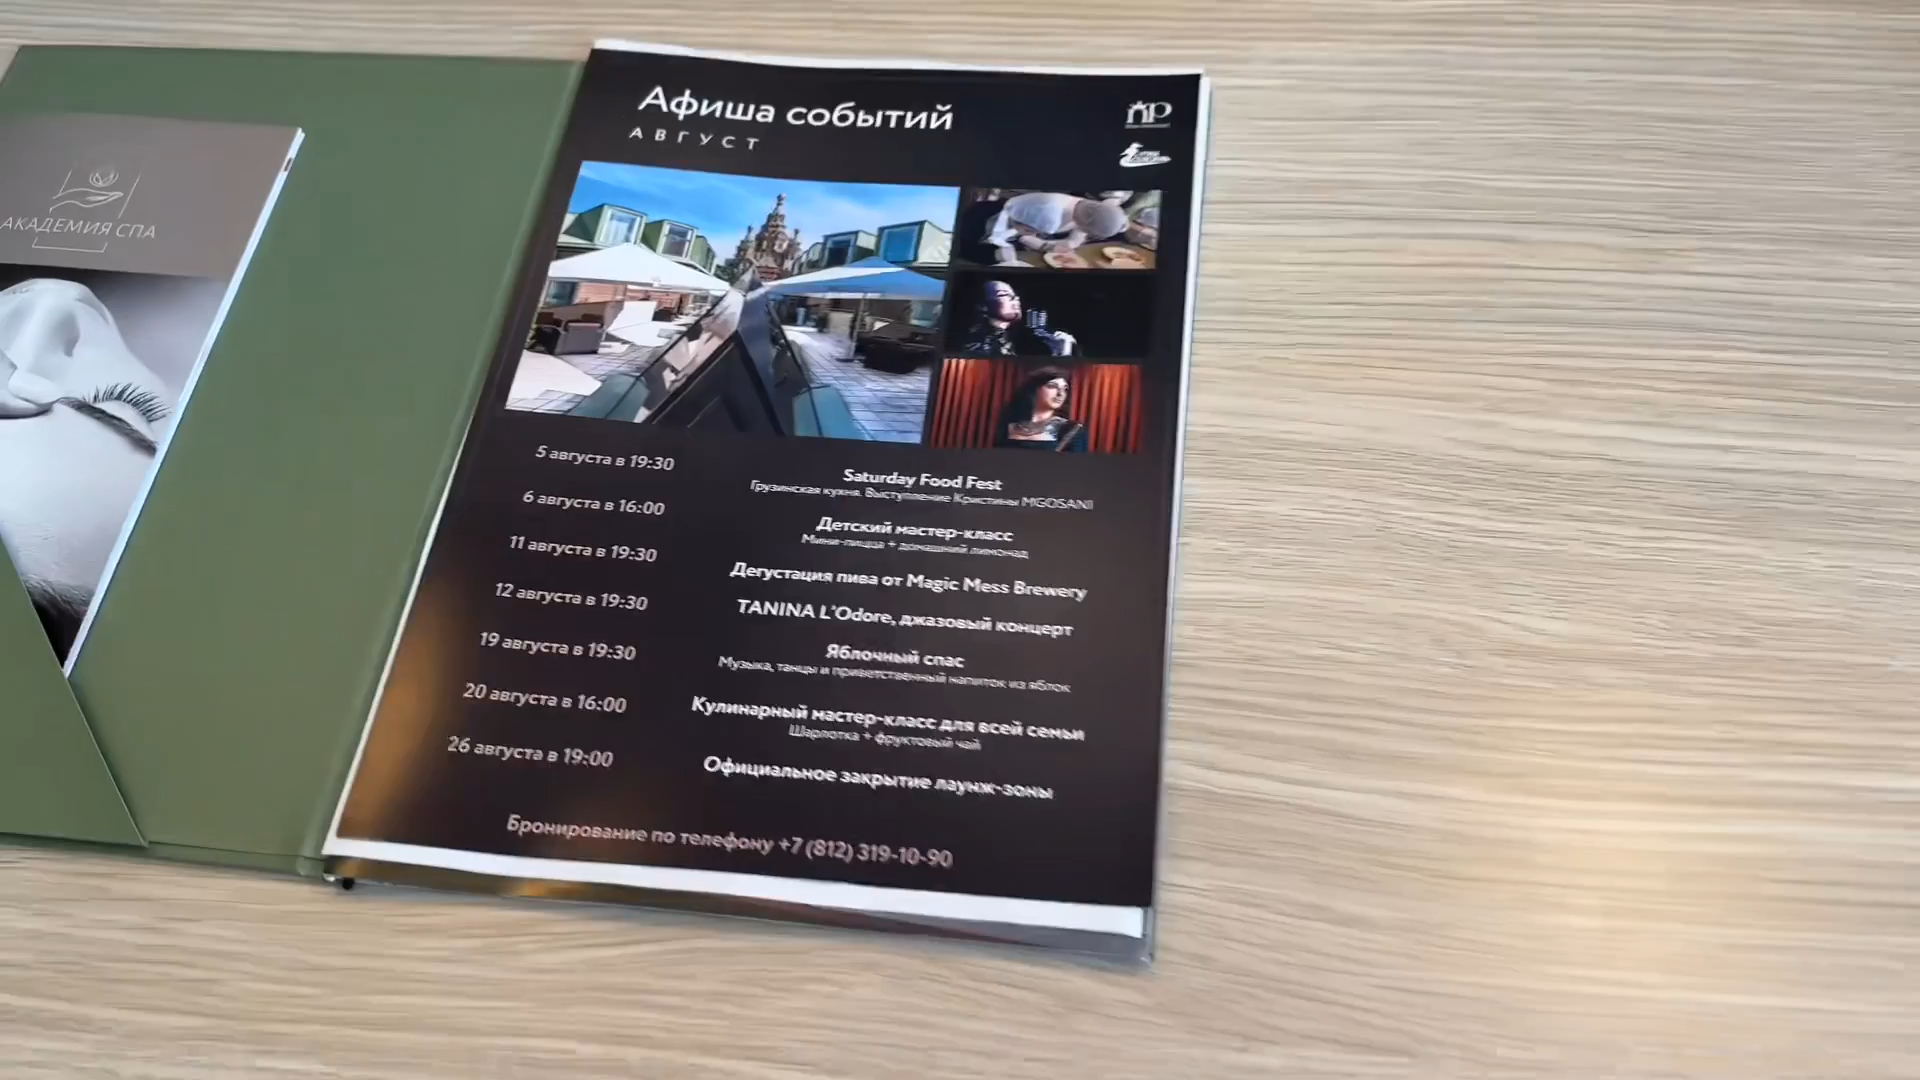 АКАДЕМИЯ СПА
Афиша событий
АВГУСТ
5 августа в 19:30
Saturday Food Fest
Грузинская кухня. Выступление Кристины MGOSANI
6 августа в 16:00
Детский мастер-класс
Мини-пицца + домашний лимонад
11 августа в 19:30
Дегустация пива от Magic Mess Brewery
12 августа в 19:30
TANINA L'Odore, джазовый концерт
19 августа в 19:30
Яблочный спас
Музыка, танцы и приветственный напиток из яблок
20 августа в 16:00
Кулинарный мастер-класс для всей семьи
Шарлотка + фруктовый чай
26 августа в 19:00
Официальное закрытие лаунж-зоны
Бронирование по телефону +7 (812) 319-10-90